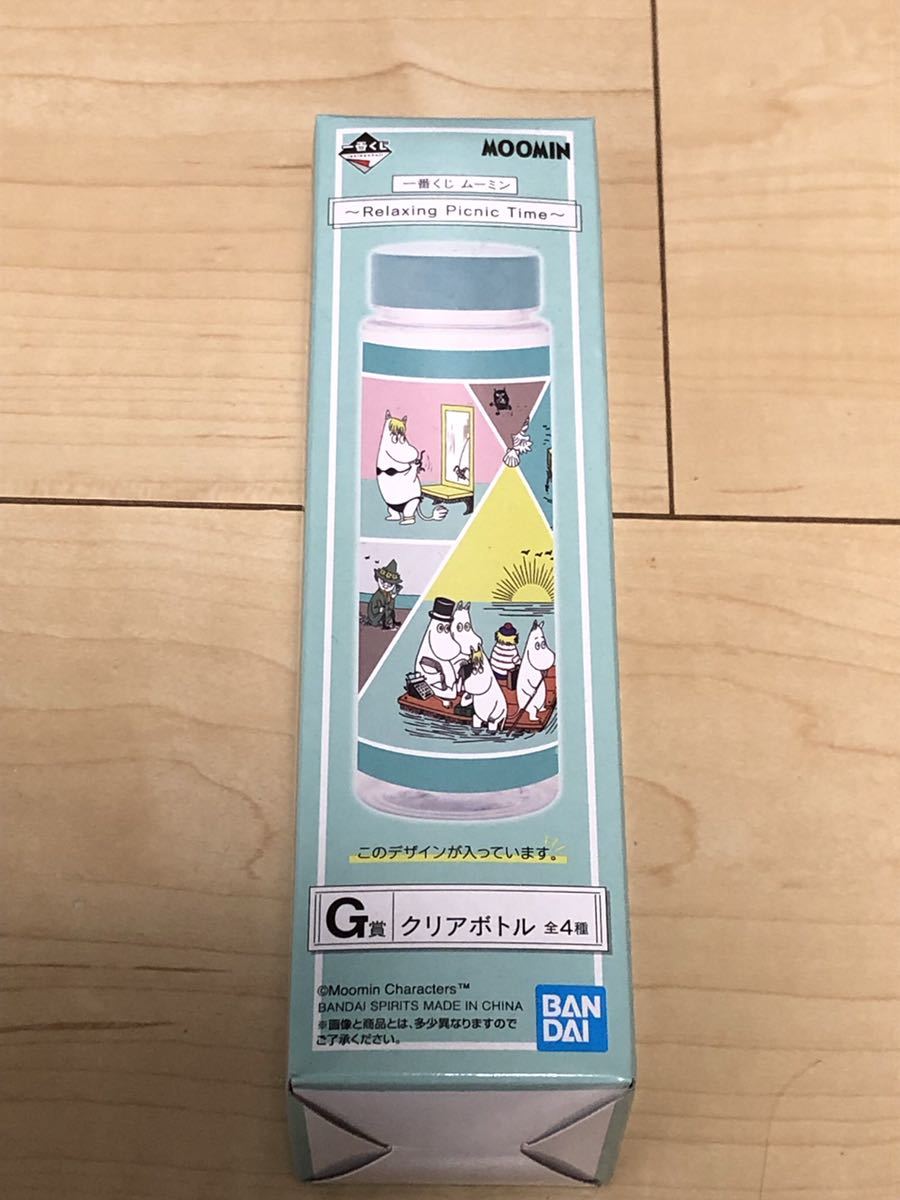 一番くじ
MOOMIN
一番くじ ムーミン
～Relaxing Picnic Time～
このデザインが入っています。
G賞 クリアボトル 全4種
©Moomin Characters™
BANDAI SPIRITS MADE IN CHINA
※画像と商品とは、多少異なりますので
ご了承ください。
BAN
DAI